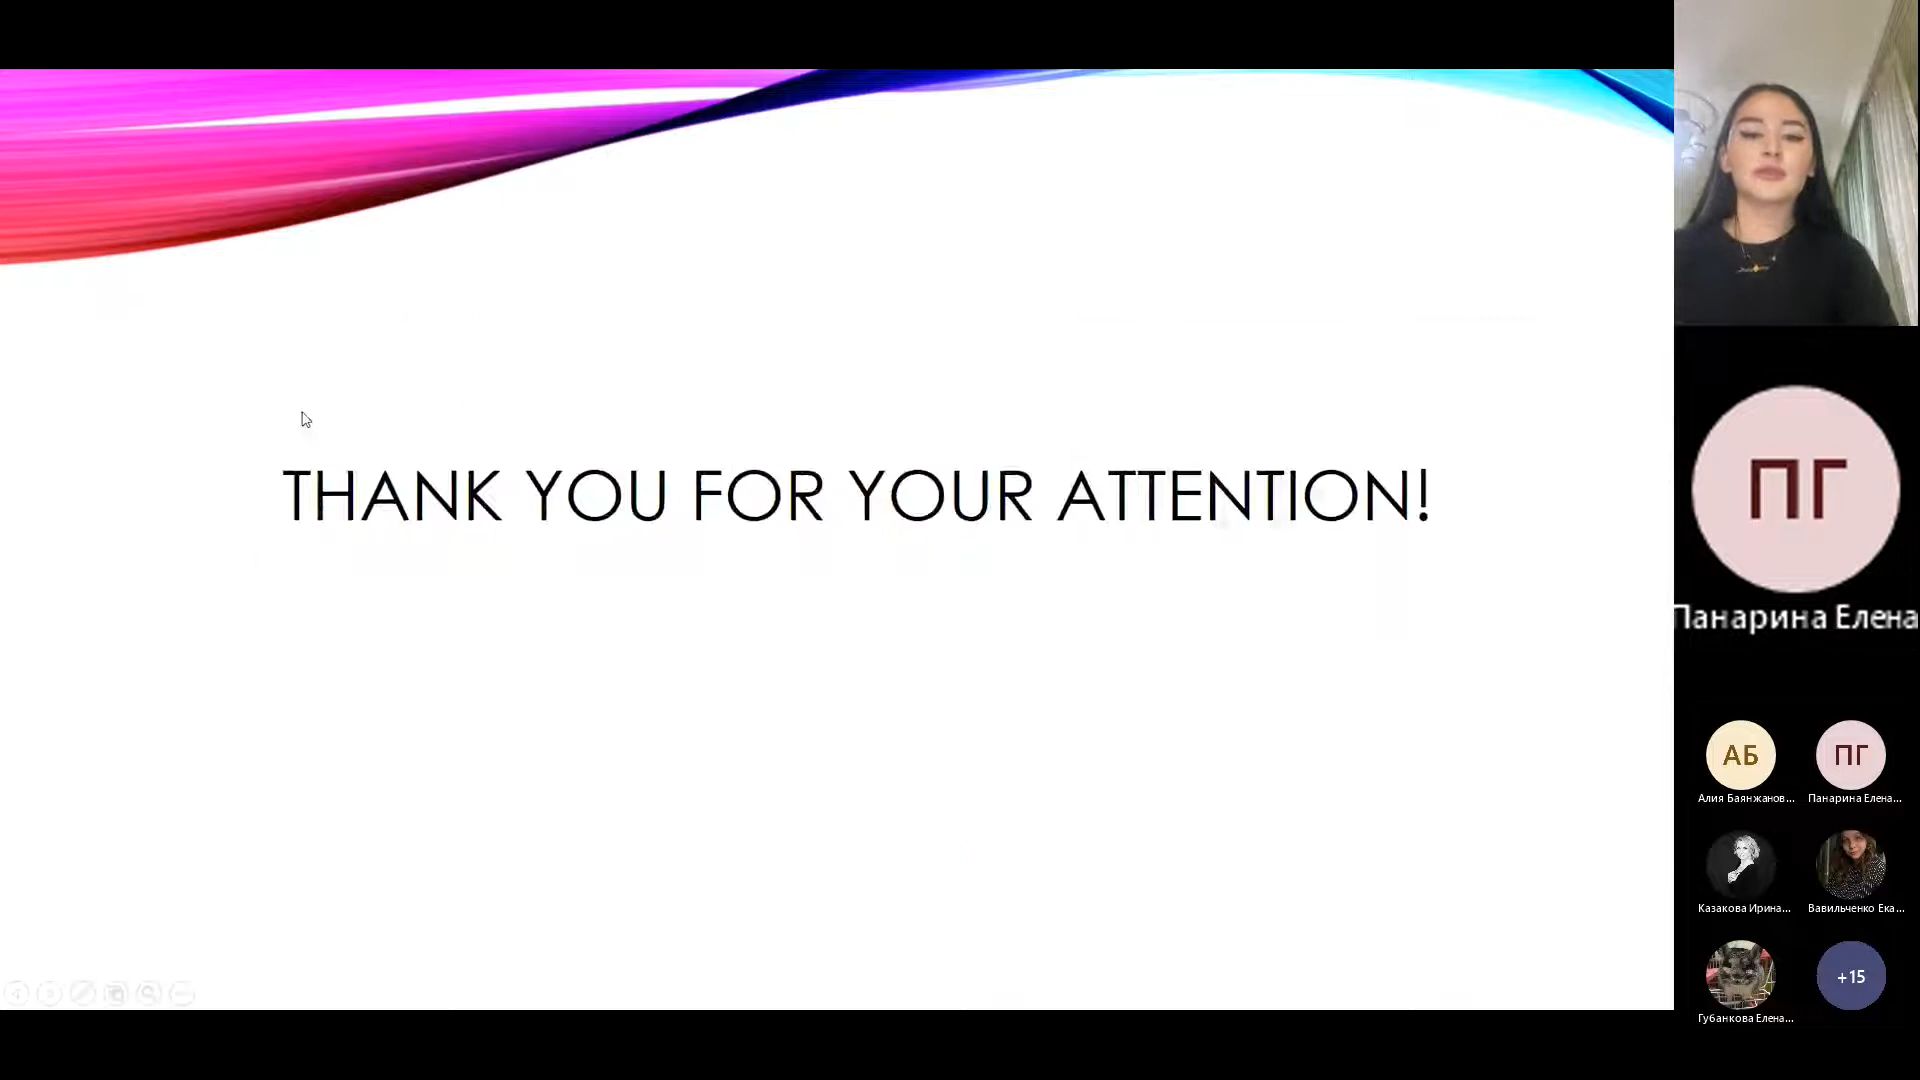 THANK YOU FOR YOUR ATTENTION!
ПГ
Панарина Елена
АБ
ПГ
Алия Баянжанов...
Панарина Елена...
Казакова Ирина...
Вавильченко Ека...
+15
Губанкова Елена...